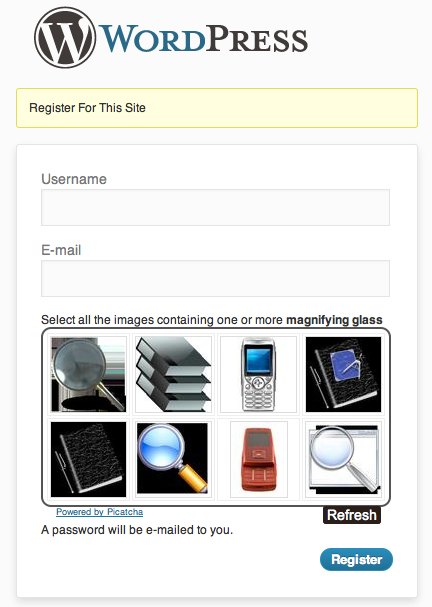 WORDPRESS
Register For This Site
Username
E-mail
Select all the images containing one or more magnifying glass
Powered by Picatcha
Refresh
A password will be e-mailed to you.
Register